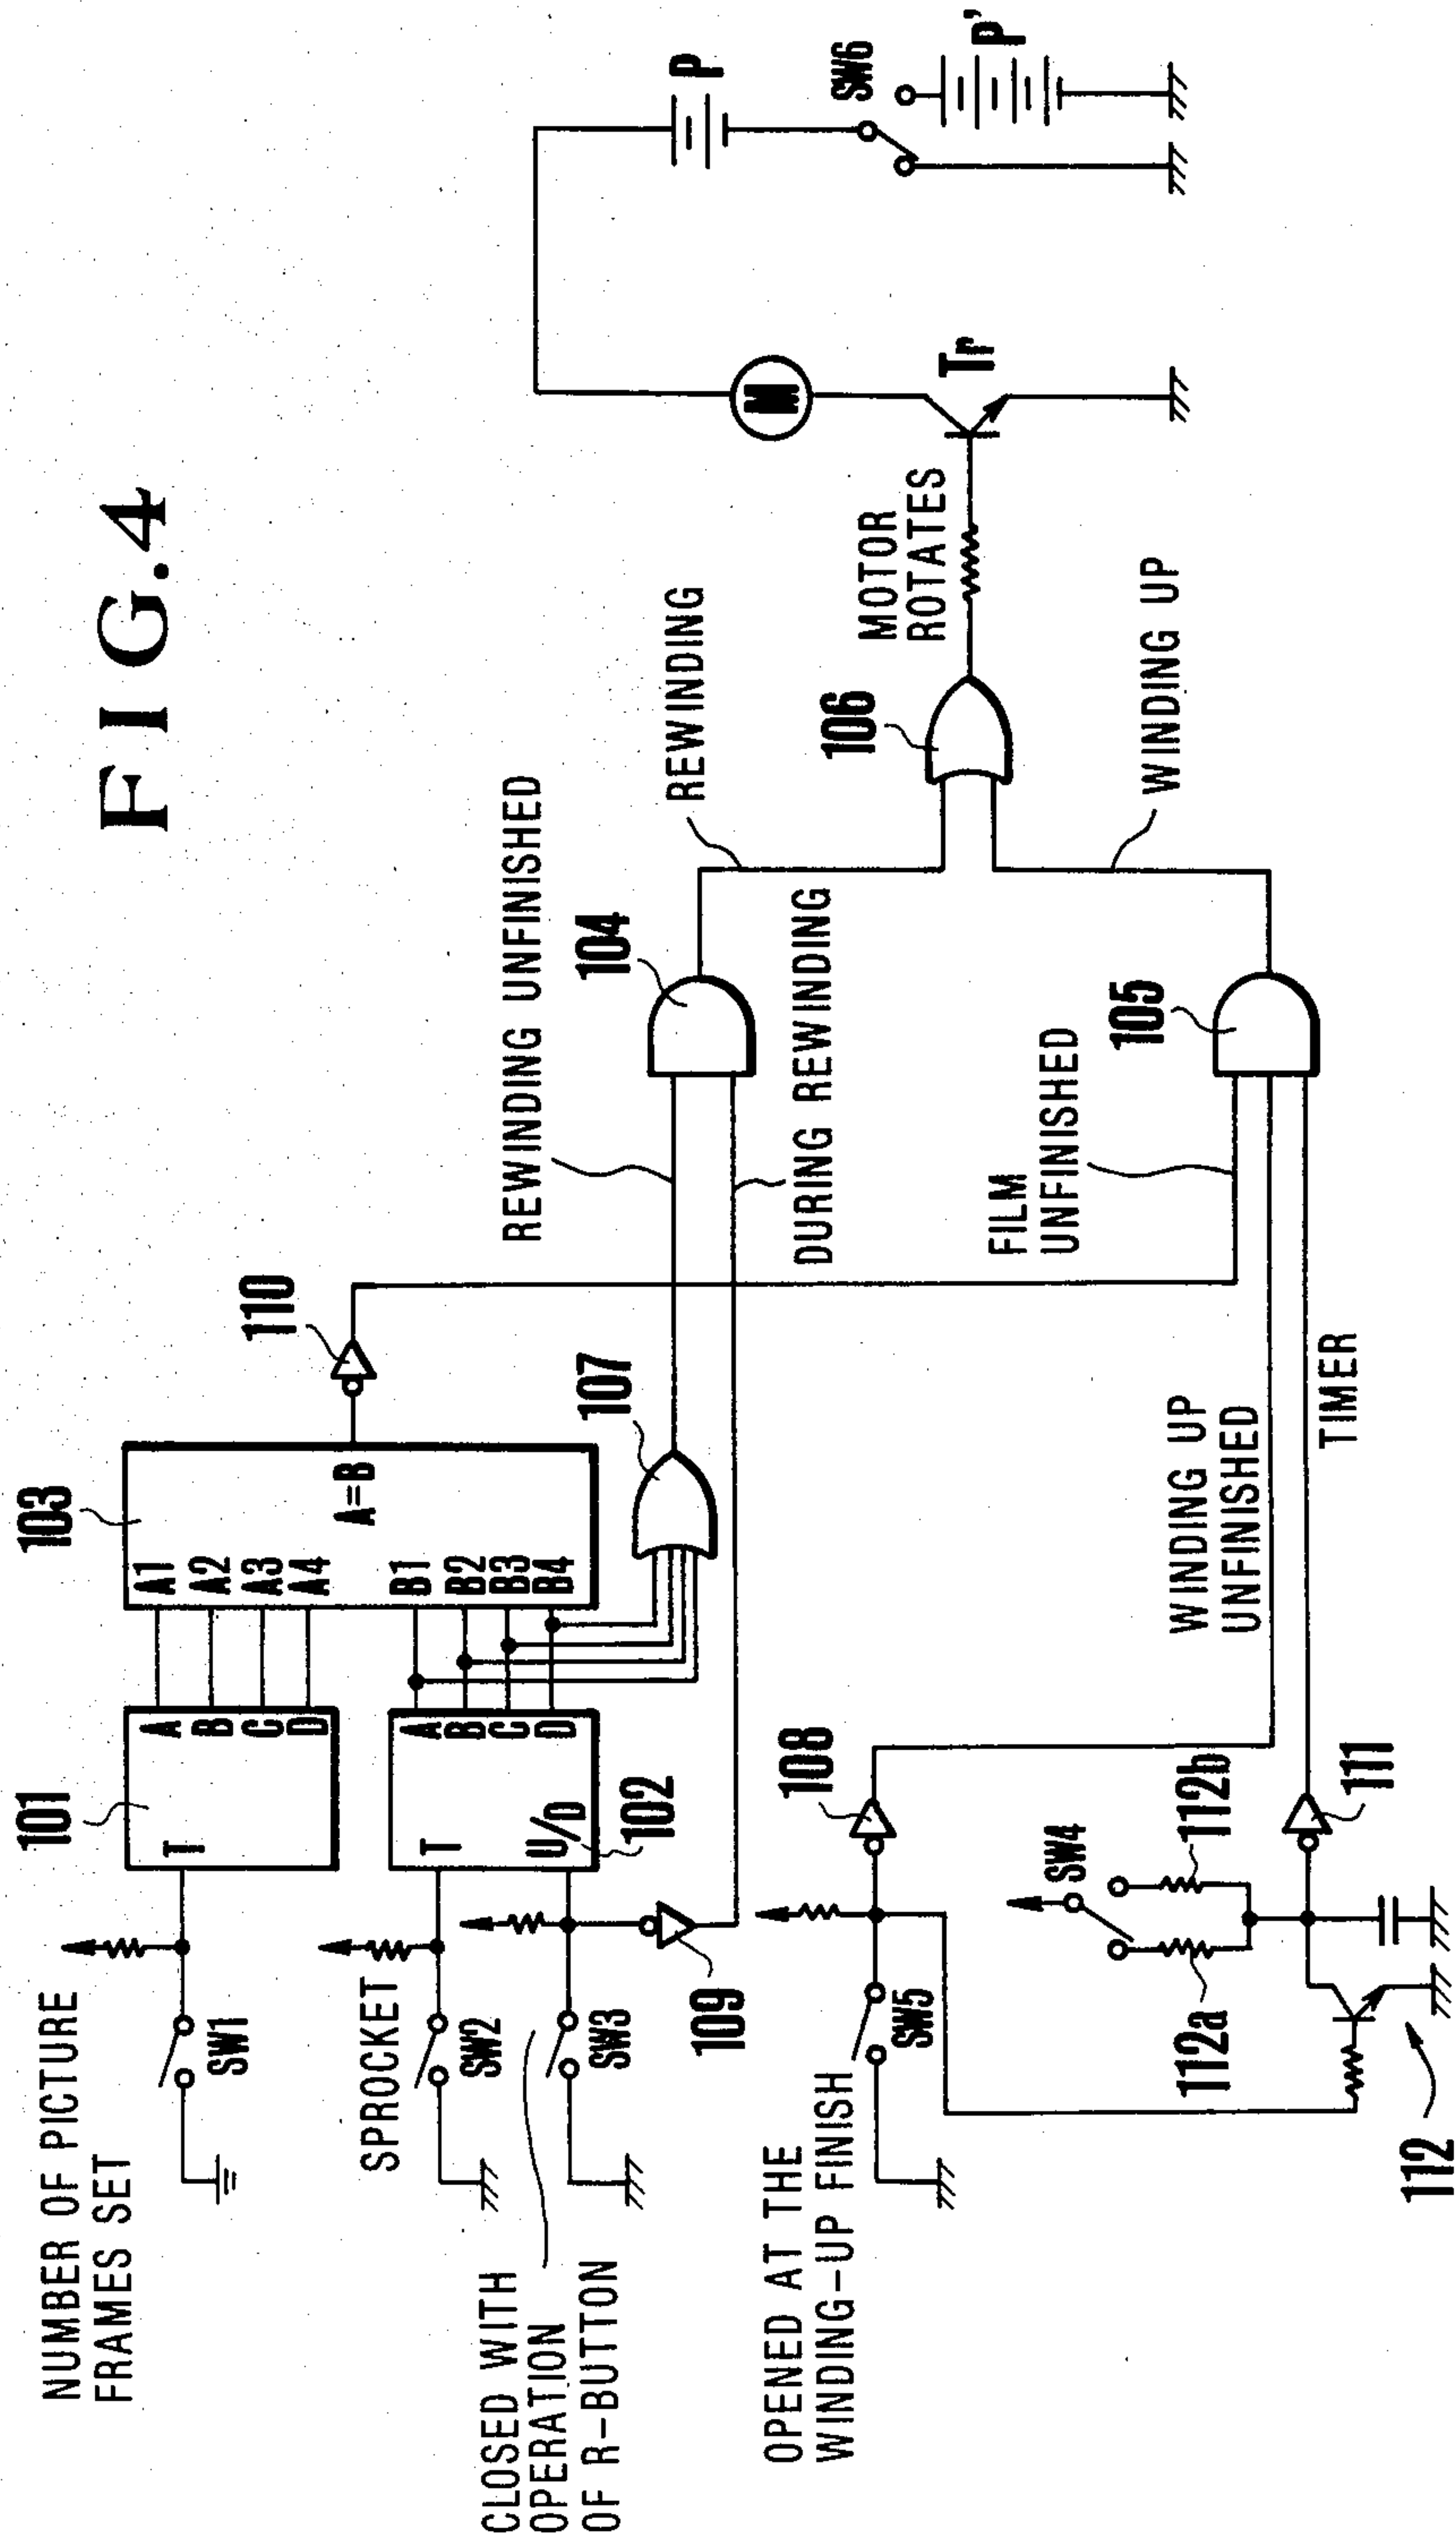 FIG.4
NUMBER OF PICTURE
FRAMES SET
SW1
101
T
A
B
C
D
103
A1
A2
A3
A4
B1
B2
B3
B4
A=B
110
SPROCKET
SW2
T
U/D
102
A
B
C
D
CLOSED WITH
OPERATION
OF R-BUTTON
SW3
109
107
REWINDING UNFINISHED
104
DURING REWINDING
REWINDING
OPENED AT THE
WINDING-UP FINISH
SW5
108
SW4
112a
112b
112
111
WINDING UP
UNFINISHED
TIMER
FILM
UNFINISHED
105
WINDING UP
106
MOTOR
ROTATES
M
Tr
P
SW6
P'